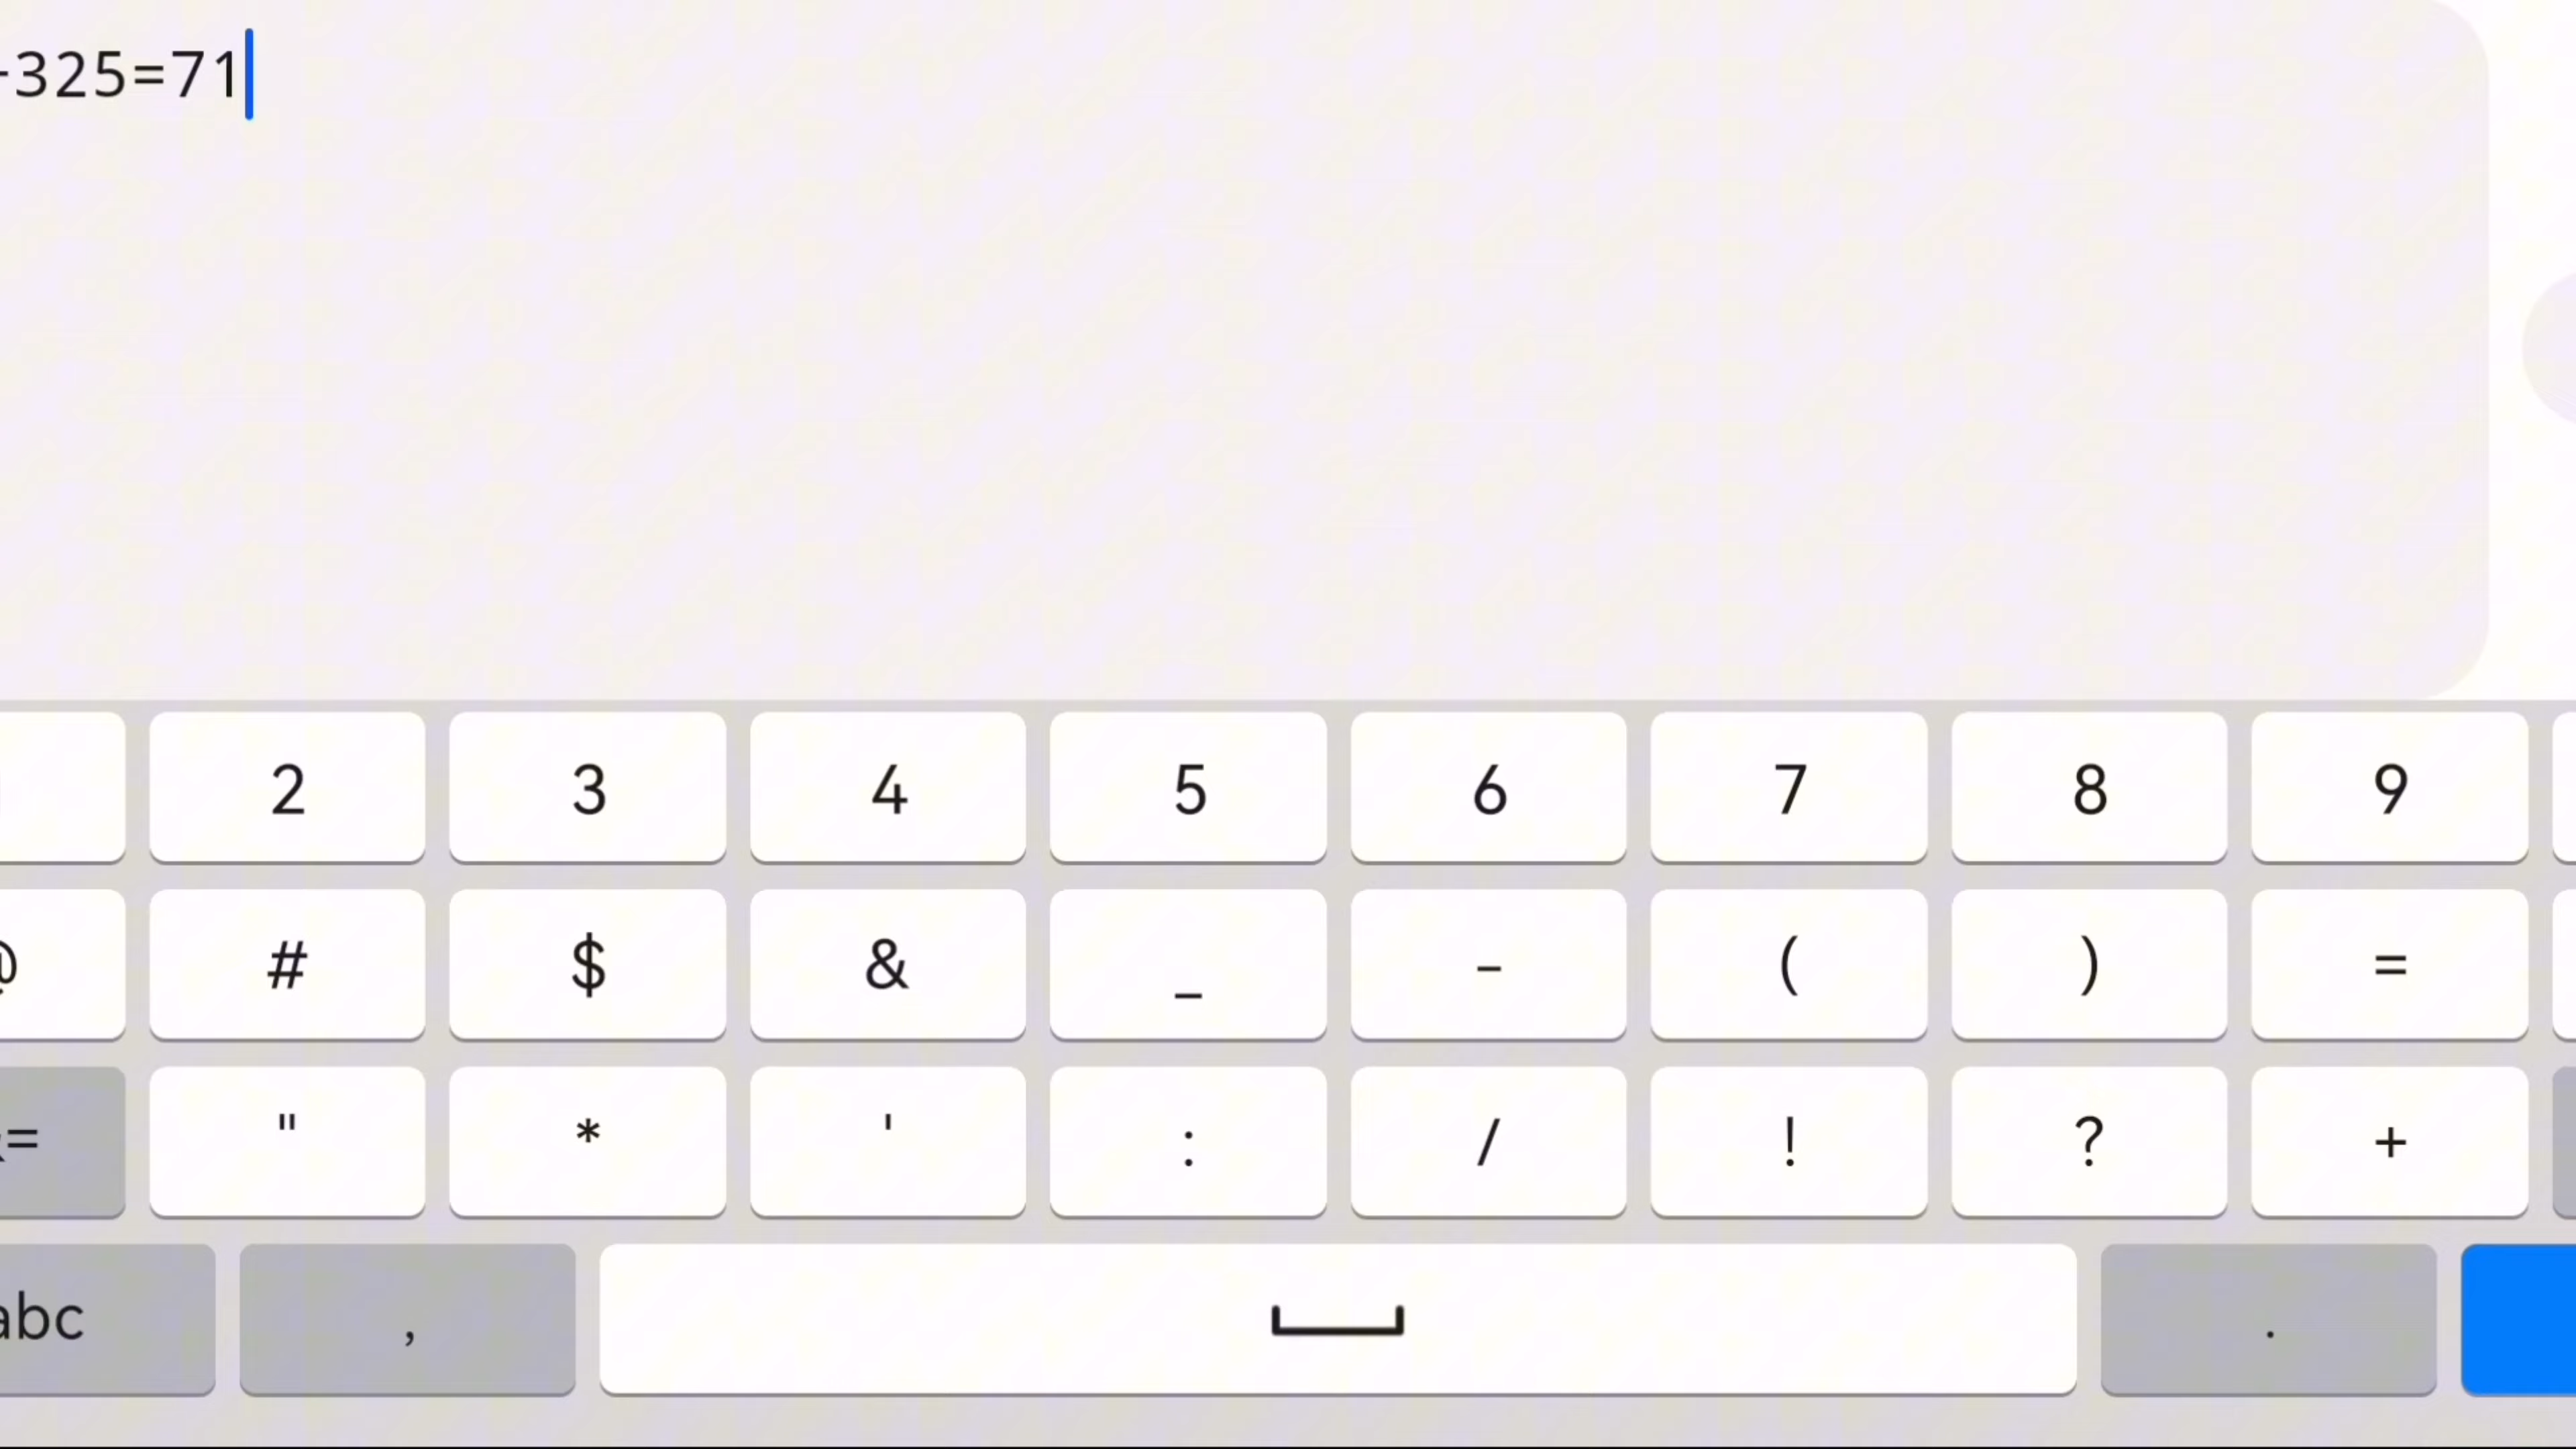 325=71
2 3 4 5 6 7 8 9
# $ & _ - ( ) =
= " * ' : / ! ? +
abc , .